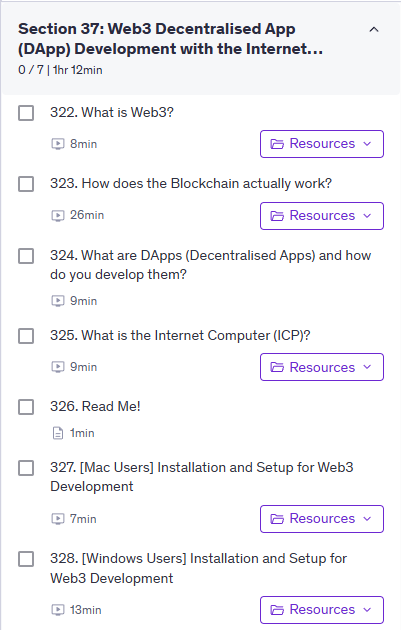 Section 37: Web3 Decentralised App
(DApp) Development with the Internet...
0 / 7 | 1hr 12min
322. What is Web3?
8min
Resources
323. How does the Blockchain actually work?
26min
Resources
324. What are DApps (Decentralised Apps) and how
do you develop them?
9min
325. What is the Internet Computer (ICP)?
9min
Resources
326. Read Me!
1min
327. [Mac Users] Installation and Setup for Web3
Development
7min
Resources
328. [Windows Users] Installation and Setup for
Web3 Development
13min
Resources